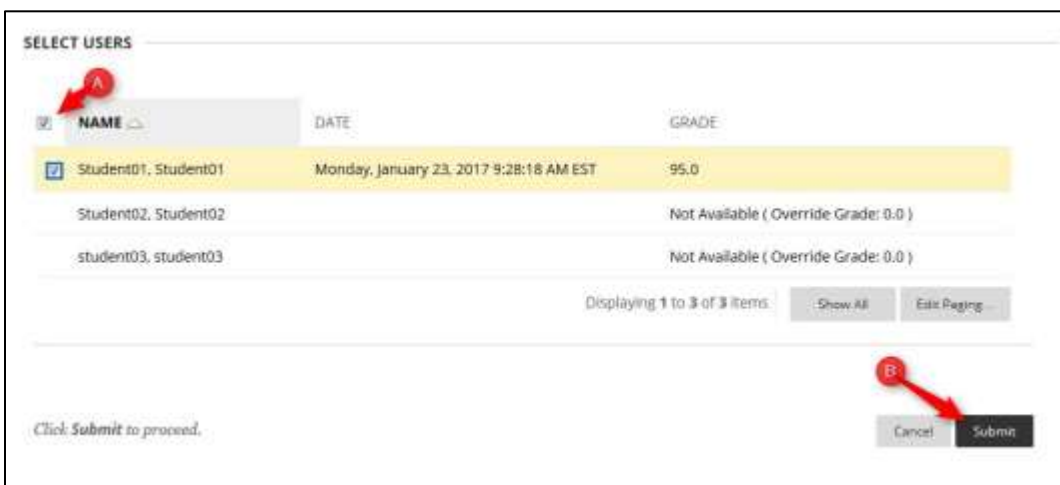 SELECT USERS
A
NAME
DATE
GRADE
Student01, Student01 Monday, January 23, 2017 9:28:18 AM EST 95.0
Student02, Student02 Not Available ( Override Grade: 0.0 )
student03, student03 Not Available ( Override Grade: 0.0 )
Displaying 1 to 3 of 3 items Show All Edit Paging...
B
Click Submit to proceed. Cancel Submit